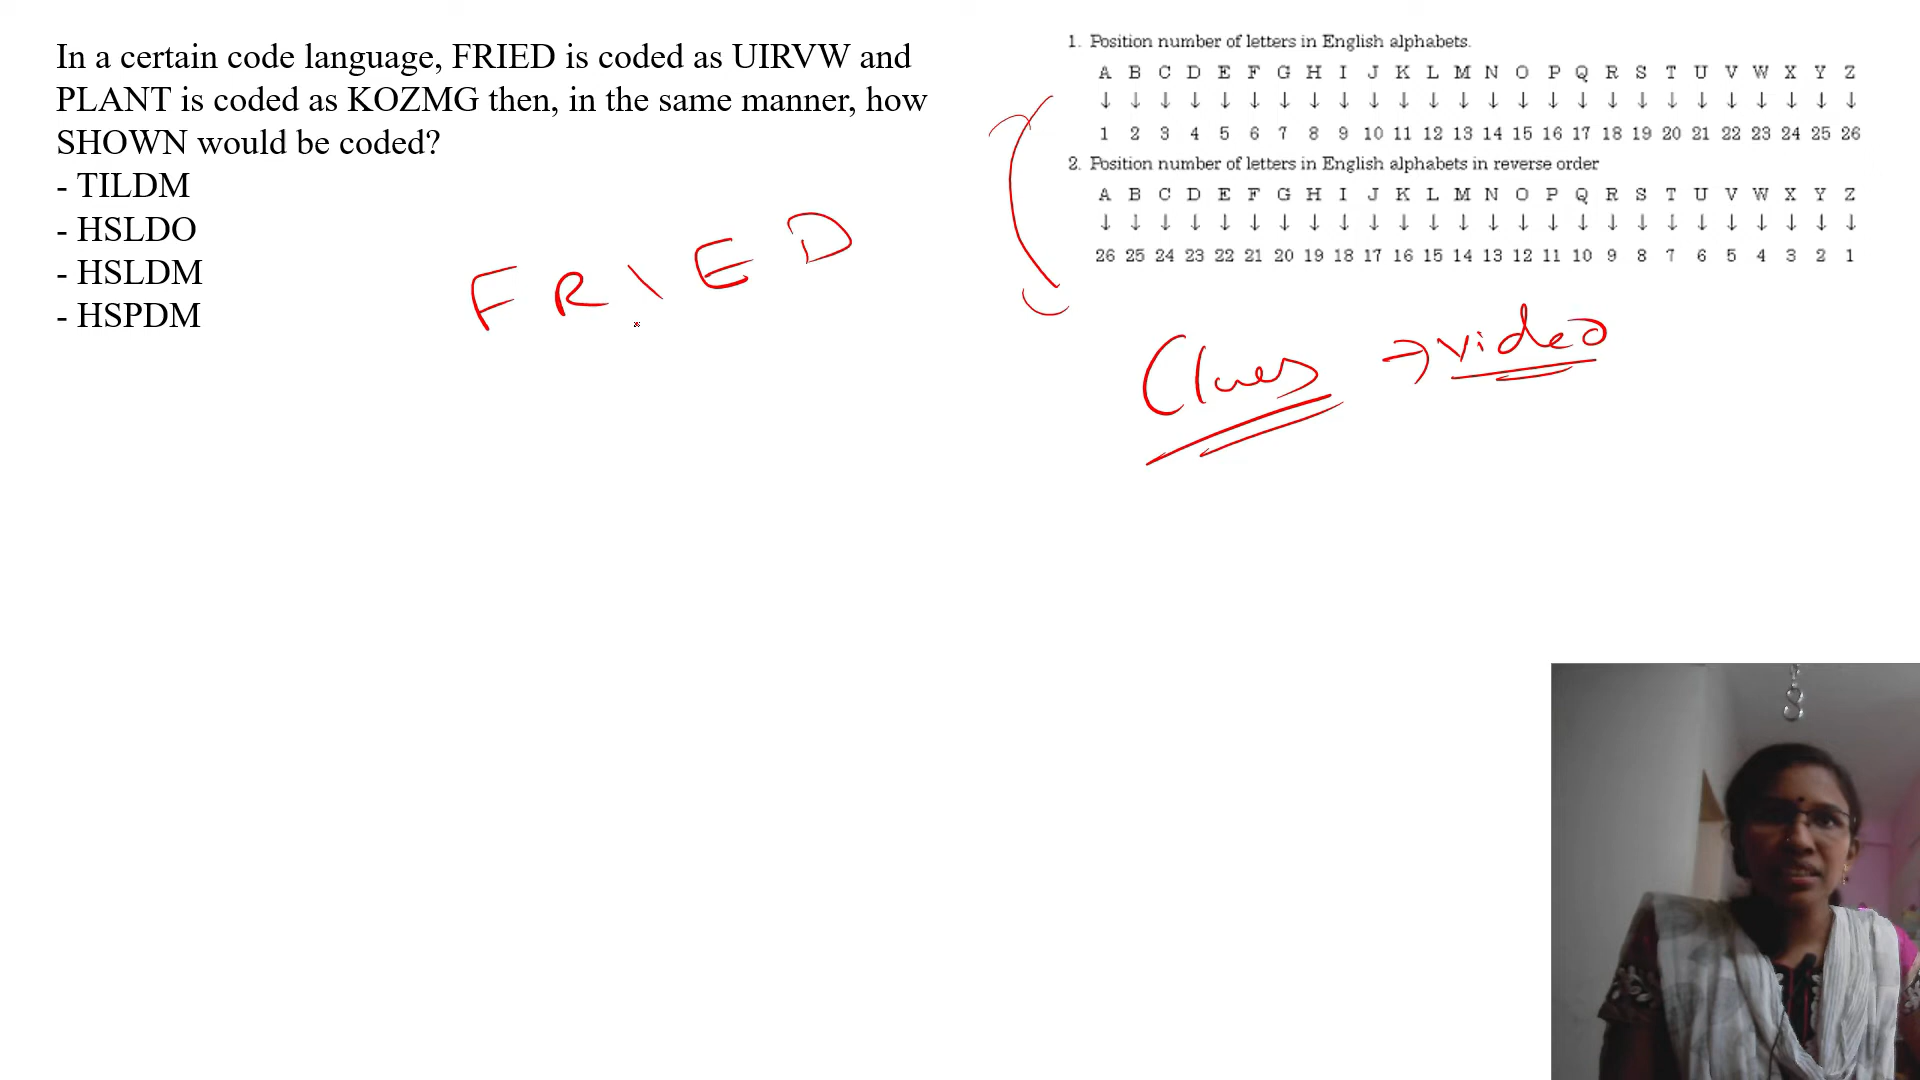 In a certain code language, FRIED is coded as UIRVW and
PLANT is coded as KOZMG then, in the same manner, how
SHOWN would be coded?
- TILDM
- HSLDO
- HSLDM
- HSPDM
F R I E D
1. Position number of letters in English alphabets.
A B C D E F G H I J K L M N O P Q R S T U V W X Y Z
↓ ↓ ↓ ↓ ↓ ↓ ↓ ↓ ↓ ↓ ↓ ↓ ↓ ↓ ↓ ↓ ↓ ↓ ↓ ↓ ↓ ↓ ↓ ↓ ↓ ↓
1 2 3 4 5 6 7 8 9 10 11 12 13 14 15 16 17 18 19 20 21 22 23 24 25 26
2. Position number of letters in English alphabets in reverse order
A B C D E F G H I J K L M N O P Q R S T U V W X Y Z
↓ ↓ ↓ ↓ ↓ ↓ ↓ ↓ ↓ ↓ ↓ ↓ ↓ ↓ ↓ ↓ ↓ ↓ ↓ ↓ ↓ ↓ ↓ ↓ ↓ ↓
26 25 24 23 22 21 20 19 18 17 16 15 14 13 12 11 10 9 8 7 6 5 4 3 2 1
Clues → video